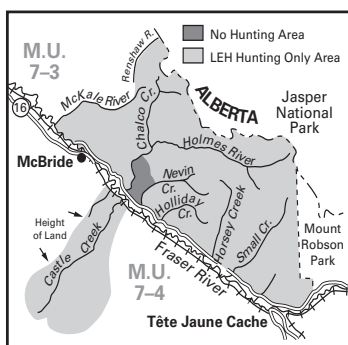 No Hunting Area
LEH Hunting Only Area
M.U.
7–3
Renshaw R.
McKale River
Chalco Cr.
ALBERTA
Jasper
National
Park
16
McBride
Holmes River
Nevin
Cr.
Holliday
Cr.
Horsey Creek
Small Cr.
Mount
Robson
Park
Height
of Land
Castle Creek
M.U.
7–4
Fraser River
Tête Jaune Cache